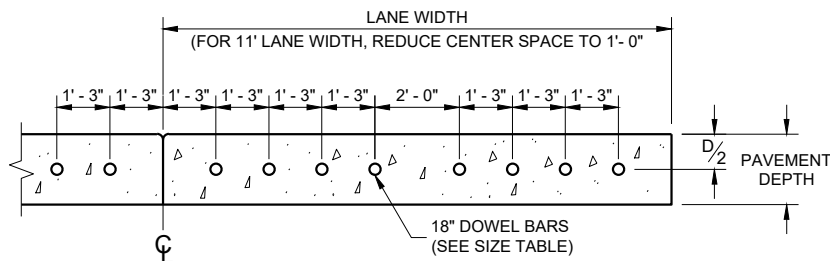 LANE WIDTH
(FOR 11' LANE WIDTH, REDUCE CENTER SPACE TO 1'- 0"
1' - 3" 1' - 3" 1' - 3" 1' - 3" 1' - 3" 1' - 3" 2' - 0" 1' - 3" 1' - 3" 1' - 3"
D/2
PAVEMENT
DEPTH
18" DOWEL BARS
(SEE SIZE TABLE)
℄